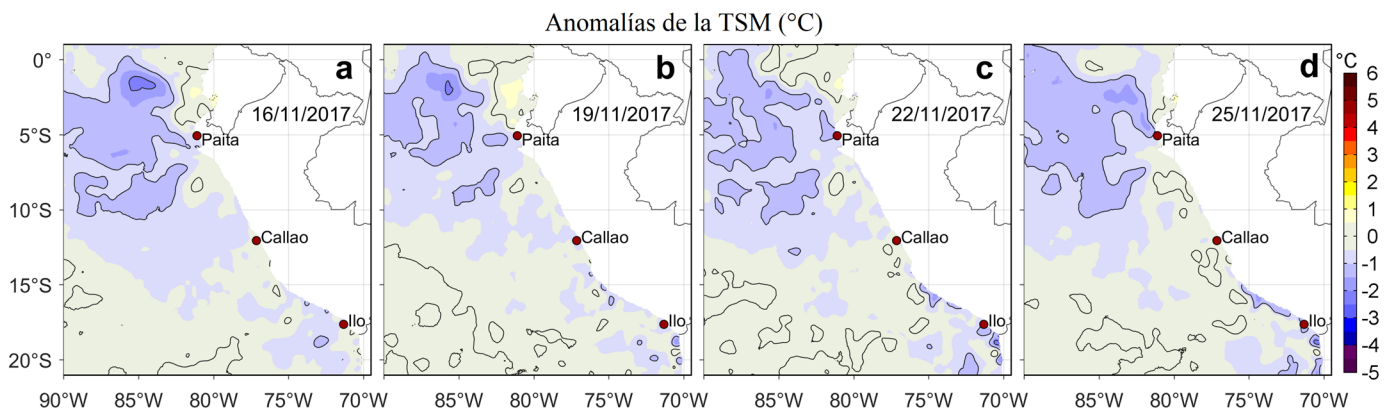 Anomalías de la TSM (°C)
a
16/11/2017
Paita
Callao
Ilo
b
19/11/2017
Paita
Callao
Ilo
c
22/11/2017
Paita
Callao
Ilo
d
25/11/2017
Paita
Callao
Ilo
0°
5°S
10°S
15°S
20°S
90°W 85°W 80°W 75°W 70°W
85°W 80°W 75°W 70°W
85°W 80°W 75°W 70°W
85°W 80°W 75°W 70°W
°C
6
5
4
3
2
1
0
-1
-2
-3
-4
-5